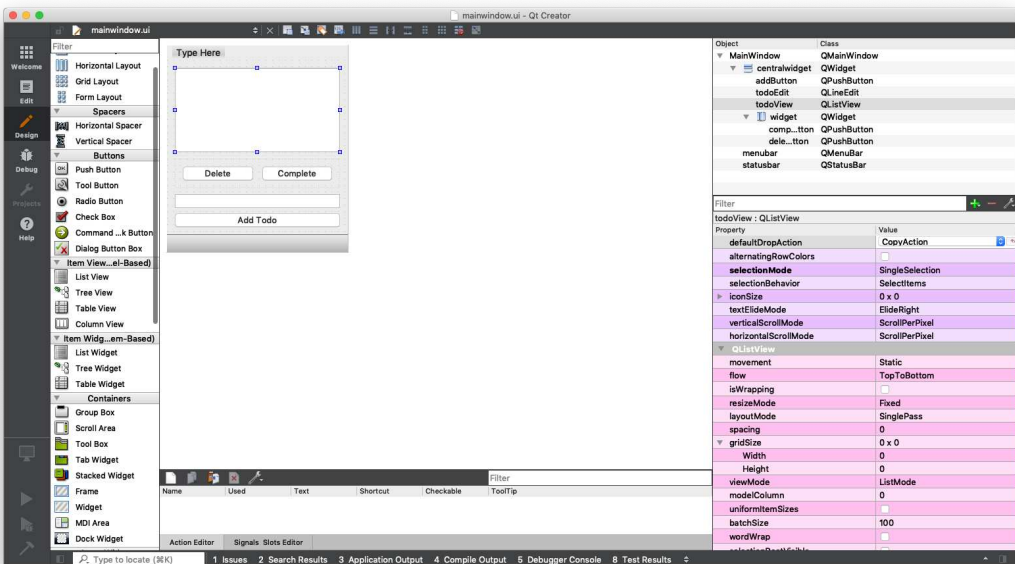 mainwindow.ui - Qt Creator
mainwindow.ui
Welcome
Edit
Design
Debug
Projects
Help
Filter
Horizontal Layout
Grid Layout
Form Layout
Spacers
Horizontal Spacer
Vertical Spacer
Buttons
OK
Push Button
Tool Button
Radio Button
Check Box
Command ...k Button
Dialog Button Box
Item View...el-Based)
List View
Tree View
Table View
Column View
Item Widg...em-Based)
List Widget
Tree Widget
Table Widget
Containers
Group Box
Scroll Area
Tool Box
Tab Widget
Stacked Widget
Frame
Widget
MDI Area
Dock Widget
Type Here
Delete
Complete
Add Todo
Filter
Name Used Text Shortcut Checkable ToolTip
Action Editor Signals Slots Editor
Object Class
MainWindow QMainWindow
centralwidget QWidget
addButton QPushButton
todoEdit QLineEdit
todoView QListView
widget QWidget
comp...tton QPushButton
dele...tton QPushButton
menubar QMenuBar
statusbar QStatusBar
Filter
todoView : QListView
Property Value
defaultDropAction CopyAction
alternatingRowColors
selectionMode SingleSelection
selectionBehavior SelectItems
iconSize 0 x 0
textElideMode ElideRight
verticalScrollMode ScrollPerPixel
horizontalScrollMode ScrollPerPixel
QListView
movement Static
flow TopToBottom
isWrapping
resizeMode Fixed
layoutMode SinglePass
spacing 0
gridSize 0 x 0
Width 0
Height 0
viewMode ListMode
modelColumn 0
uniformItemSizes
batchSize 100
wordWrap
Type to locate (⌘K) 1 Issues 2 Search Results 3 Application Output 4 Compile Output 5 Debugger Console 8 Test Results